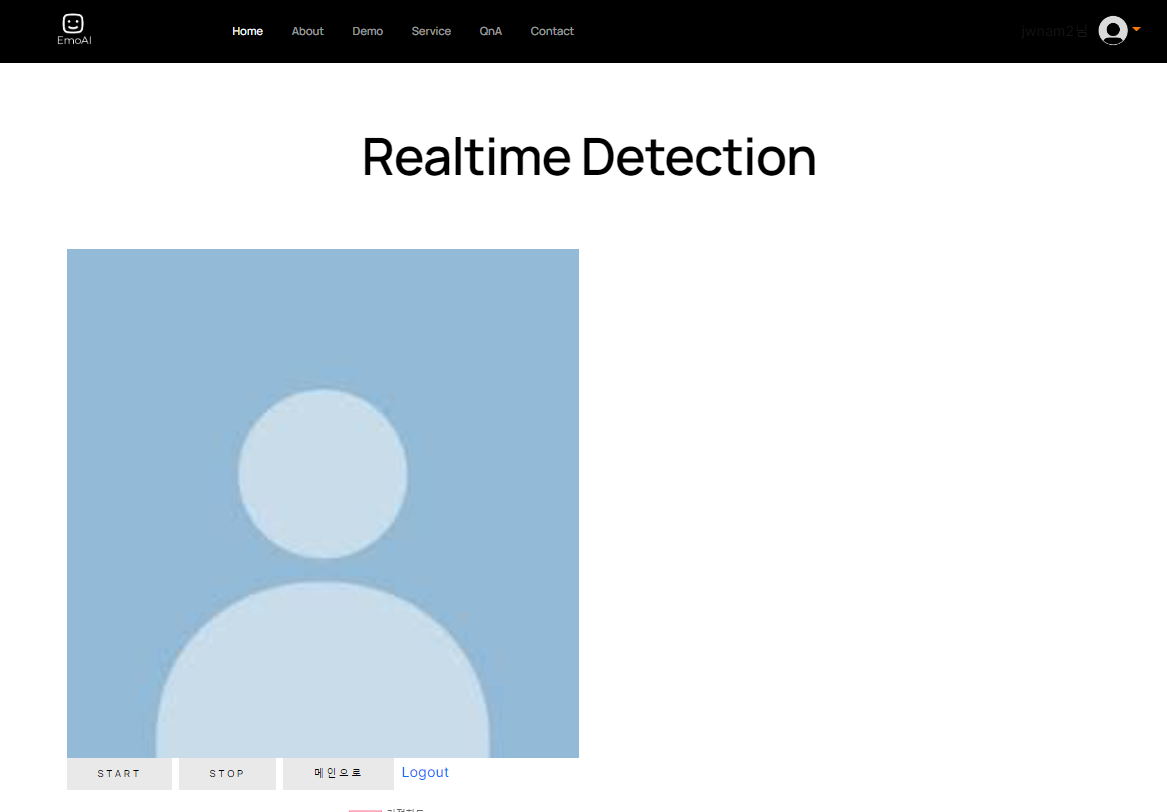 EmoAI
Home About Demo Service QnA Contact
jwnam2님
Realtime Detection
START STOP 메인으로 Logout